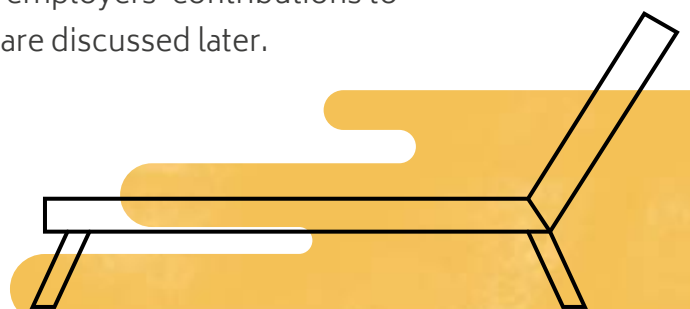 employers' contributions to
are discussed later.